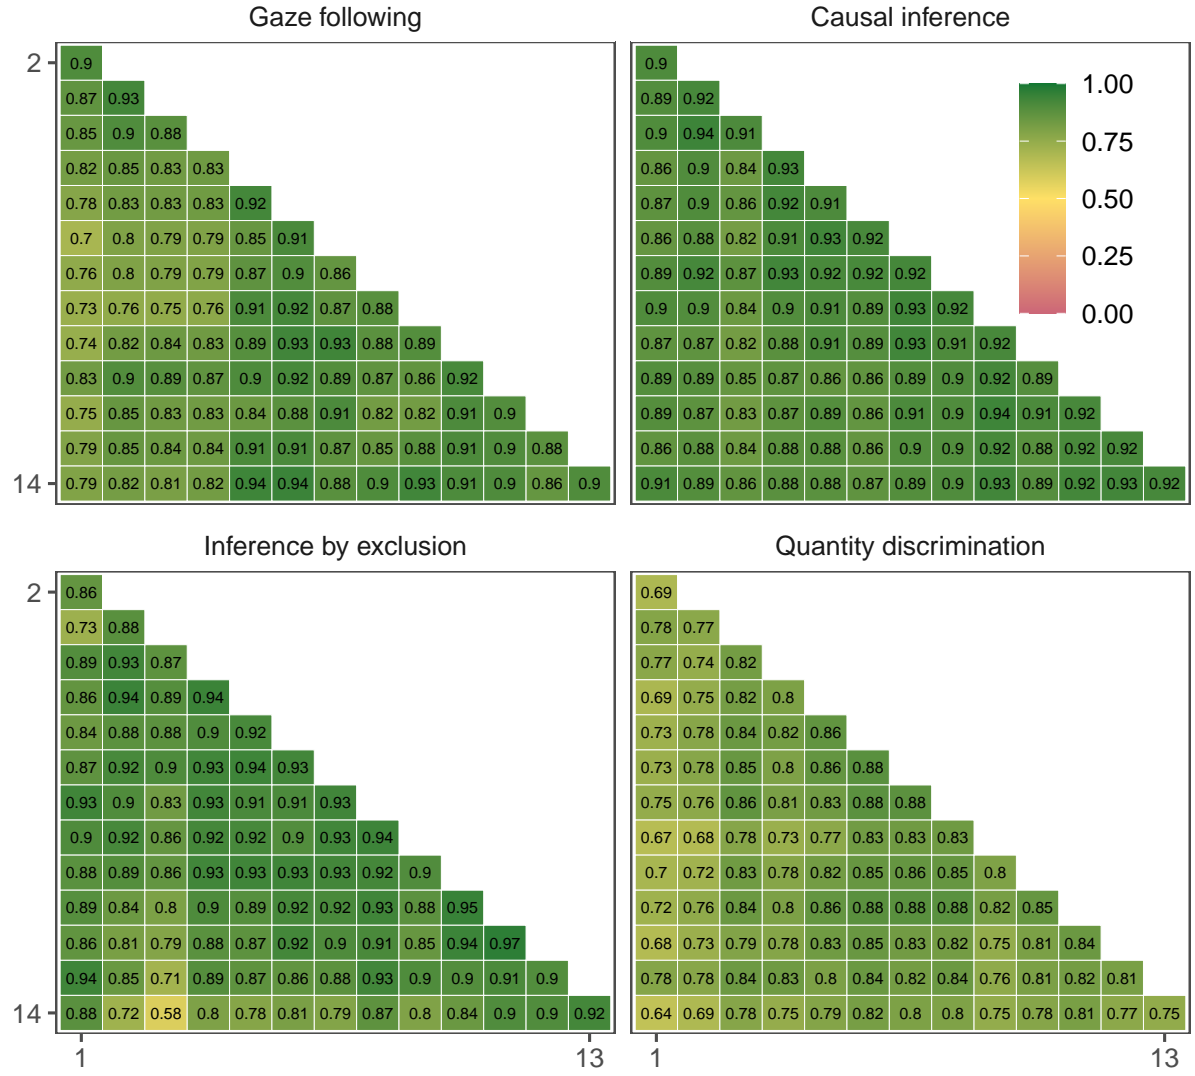 Gaze following
Causal inference
2
0.9
0.87 0.93
0.85 0.9 0.88
0.82 0.85 0.83 0.83
0.78 0.83 0.83 0.83 0.92
0.7 0.8 0.79 0.79 0.85 0.91
0.76 0.8 0.79 0.79 0.87 0.9 0.86
0.73 0.76 0.75 0.76 0.91 0.92 0.87 0.88
0.74 0.82 0.84 0.83 0.89 0.93 0.93 0.88 0.89
0.83 0.9 0.89 0.87 0.9 0.92 0.89 0.87 0.86 0.92
0.75 0.85 0.83 0.83 0.84 0.88 0.91 0.82 0.82 0.91 0.9
0.79 0.85 0.84 0.84 0.91 0.91 0.87 0.85 0.88 0.91 0.9 0.88
14
0.79 0.82 0.81 0.82 0.94 0.94 0.88 0.9 0.93 0.91 0.9 0.86 0.9
0.9
0.89 0.92
0.9 0.94 0.91
0.86 0.9 0.84 0.93
0.87 0.9 0.86 0.92 0.91
0.86 0.88 0.82 0.91 0.93 0.92
0.89 0.92 0.87 0.93 0.92 0.92 0.92
0.9 0.9 0.84 0.9 0.91 0.89 0.93 0.92
0.87 0.87 0.82 0.88 0.91 0.89 0.93 0.91 0.92
0.89 0.89 0.85 0.87 0.86 0.86 0.89 0.9 0.92 0.89
0.89 0.87 0.83 0.87 0.89 0.86 0.91 0.9 0.94 0.91 0.92
0.86 0.88 0.84 0.88 0.88 0.86 0.9 0.9 0.92 0.88 0.92 0.92
0.91 0.89 0.86 0.88 0.88 0.87 0.89 0.9 0.93 0.89 0.92 0.93 0.92
1.00
0.75
0.50
0.25
0.00
Inference by exclusion
Quantity discrimination
2
0.86
0.73 0.88
0.89 0.93 0.87
0.86 0.94 0.89 0.94
0.84 0.88 0.88 0.9 0.92
0.87 0.92 0.9 0.93 0.94 0.93
0.93 0.9 0.83 0.93 0.91 0.91 0.93
0.9 0.92 0.86 0.92 0.92 0.9 0.93 0.94
0.88 0.89 0.86 0.93 0.93 0.93 0.93 0.92 0.9
0.89 0.84 0.8 0.9 0.89 0.92 0.92 0.93 0.88 0.95
0.86 0.81 0.79 0.88 0.87 0.92 0.9 0.91 0.85 0.94 0.97
0.94 0.85 0.71 0.89 0.87 0.86 0.88 0.93 0.9 0.9 0.91 0.9
14
0.88 0.72 0.58 0.8 0.78 0.81 0.79 0.87 0.8 0.84 0.9 0.9 0.92
1
13
0.69
0.78 0.77
0.77 0.74 0.82
0.69 0.75 0.82 0.8
0.73 0.78 0.84 0.82 0.86
0.73 0.78 0.85 0.8 0.86 0.88
0.75 0.76 0.86 0.81 0.83 0.88 0.88
0.67 0.68 0.78 0.73 0.77 0.83 0.83 0.83
0.7 0.72 0.83 0.78 0.82 0.85 0.86 0.85 0.8
0.72 0.76 0.84 0.8 0.86 0.88 0.88 0.88 0.82 0.85
0.68 0.73 0.79 0.78 0.83 0.85 0.83 0.82 0.75 0.81 0.84
0.78 0.78 0.84 0.83 0.8 0.84 0.82 0.84 0.76 0.81 0.82 0.81
0.64 0.69 0.78 0.75 0.79 0.82 0.8 0.8 0.75 0.78 0.81 0.77 0.75
1
13